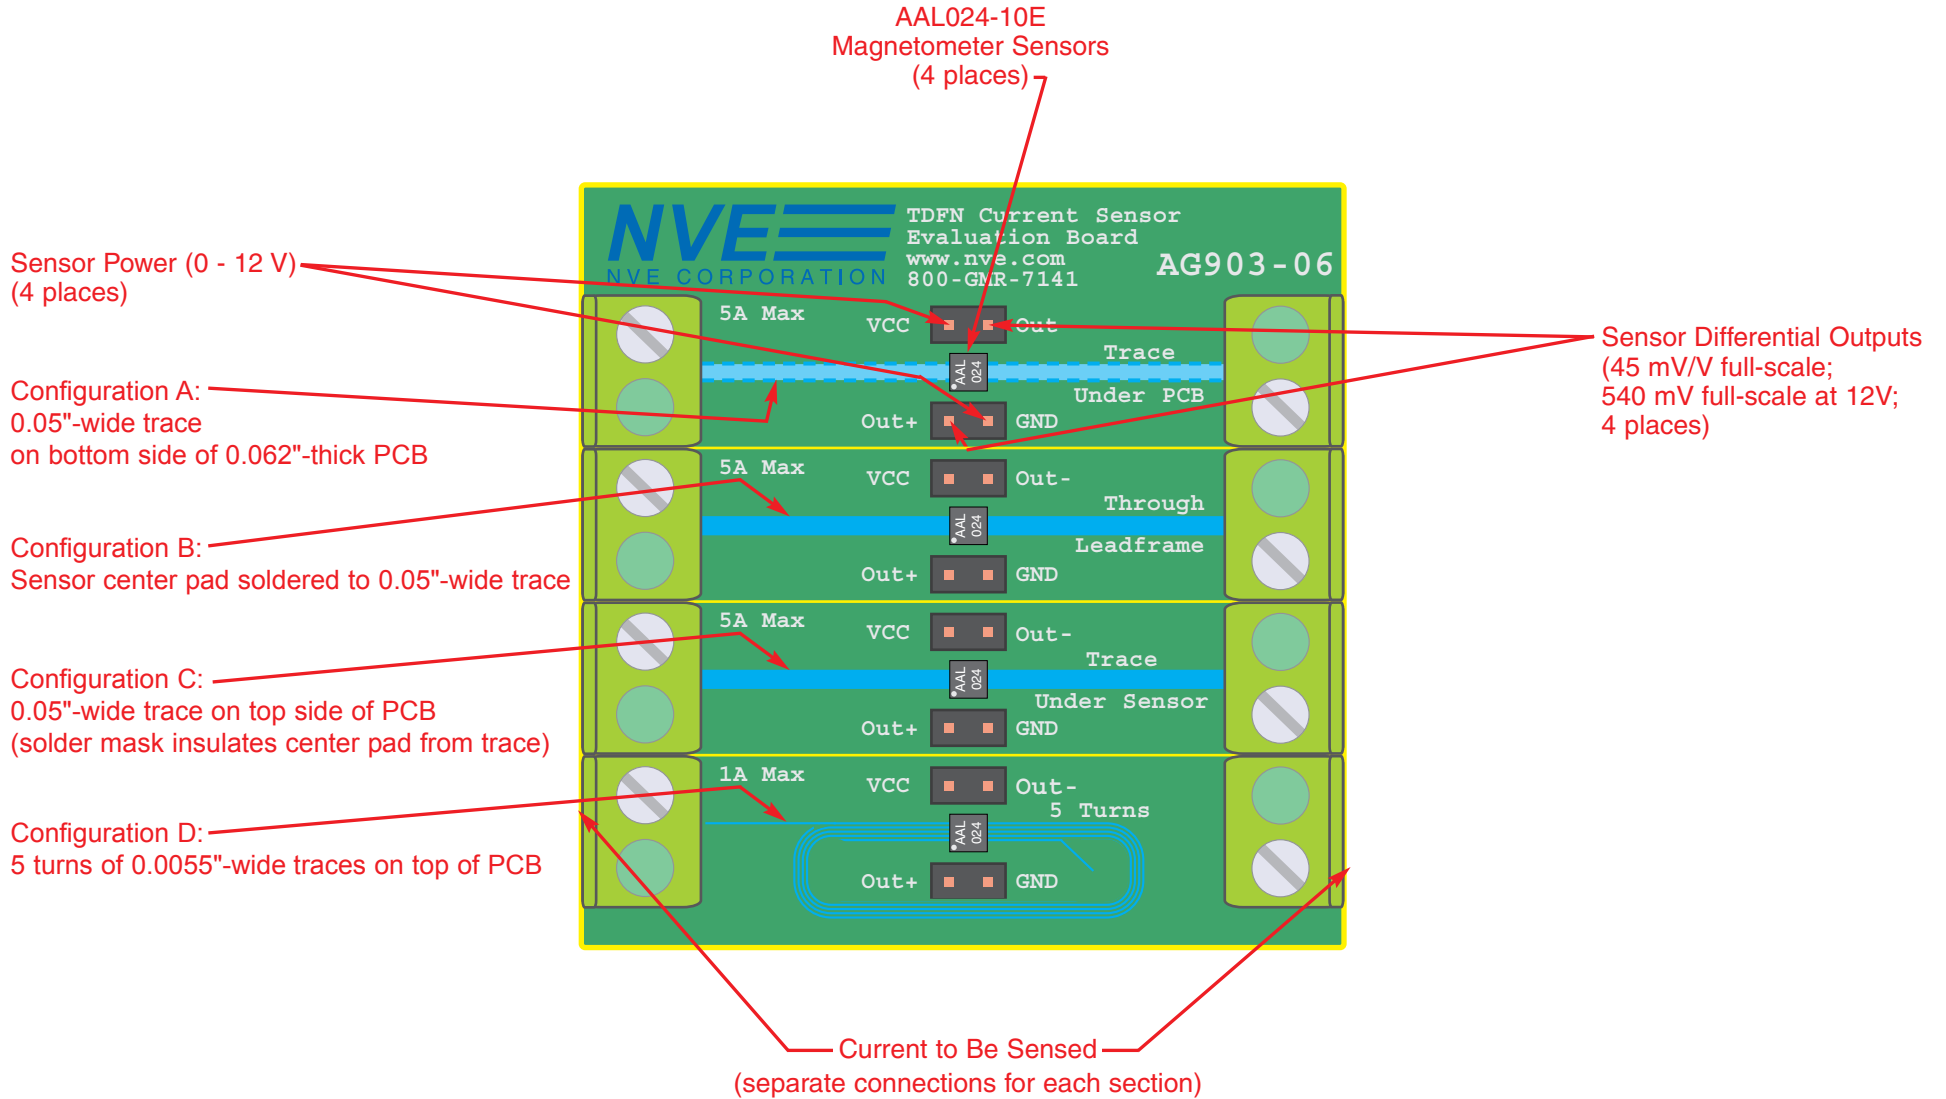 AAL024-10E
Magnetometer Sensors
(4 places)
NVE
NVE CORPORATION
TDFN Current Sensor
Evaluation Board
www.nve.com
800-GMR-7141
AG903-06
Sensor Power (0 - 12 V)
(4 places)
Configuration A:
0.05"-wide trace
on bottom side of 0.062"-thick PCB
Configuration B:
Sensor center pad soldered to 0.05"-wide trace
Configuration C:
0.05"-wide trace on top side of PCB
(solder mask insulates center pad from trace)
Configuration D:
5 turns of 0.0055"-wide traces on top of PCB
5A Max
VCC
Out-
Trace
AAL
024
Under PCB
Out+
GND
5A Max
VCC
Out-
Through
AAL
024
Leadframe
Out+
GND
5A Max
VCC
Out-
Trace
AAL
024
Under Sensor
Out+
GND
1A Max
VCC
Out-
5 Turns
AAL
024
Out+
GND
Sensor Differential Outputs
(45 mV/V full-scale;
540 mV full-scale at 12V;
4 places)
Current to Be Sensed
(separate connections for each section)